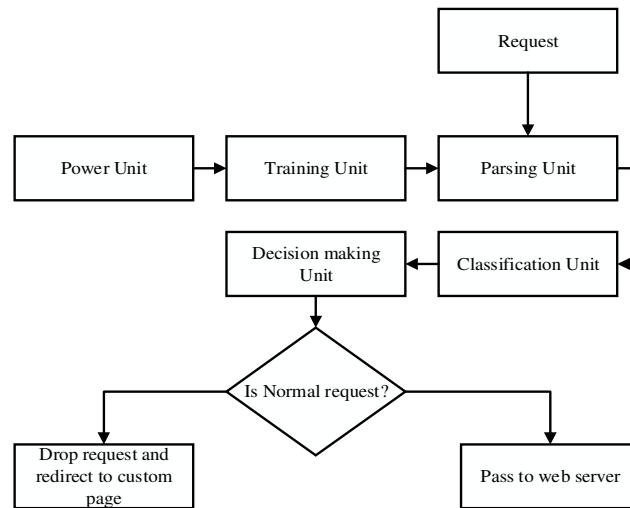 Request
Power Unit
Training Unit
Parsing Unit
Decision making
Unit
Classification Unit
Is Normal request?
Drop request and
redirect to custom
page
Pass to web server